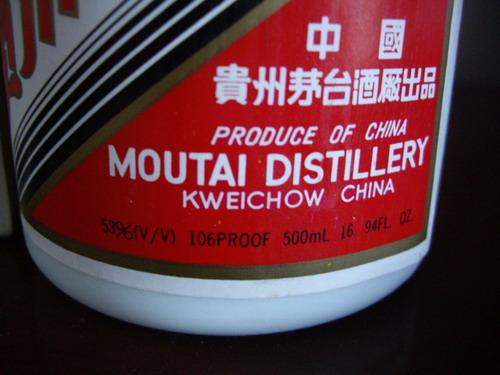 中國
貴州茅台酒廠出品
PRODUCE OF CHINA
MOUTAI DISTILLERY
KWEICHOW CHINA
53%(V/V) 106PROOF 500mL 16 94FL. OZ.